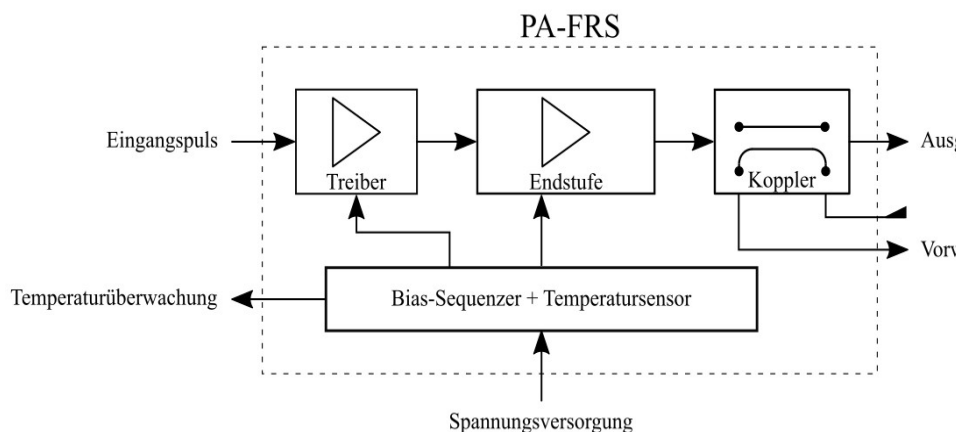 PA-FRS
Eingangspuls
Treiber
Endstufe
Koppler
Temperaturüberwachung
Bias-Sequenzer + Temperatursensor
Spannungsversorgung